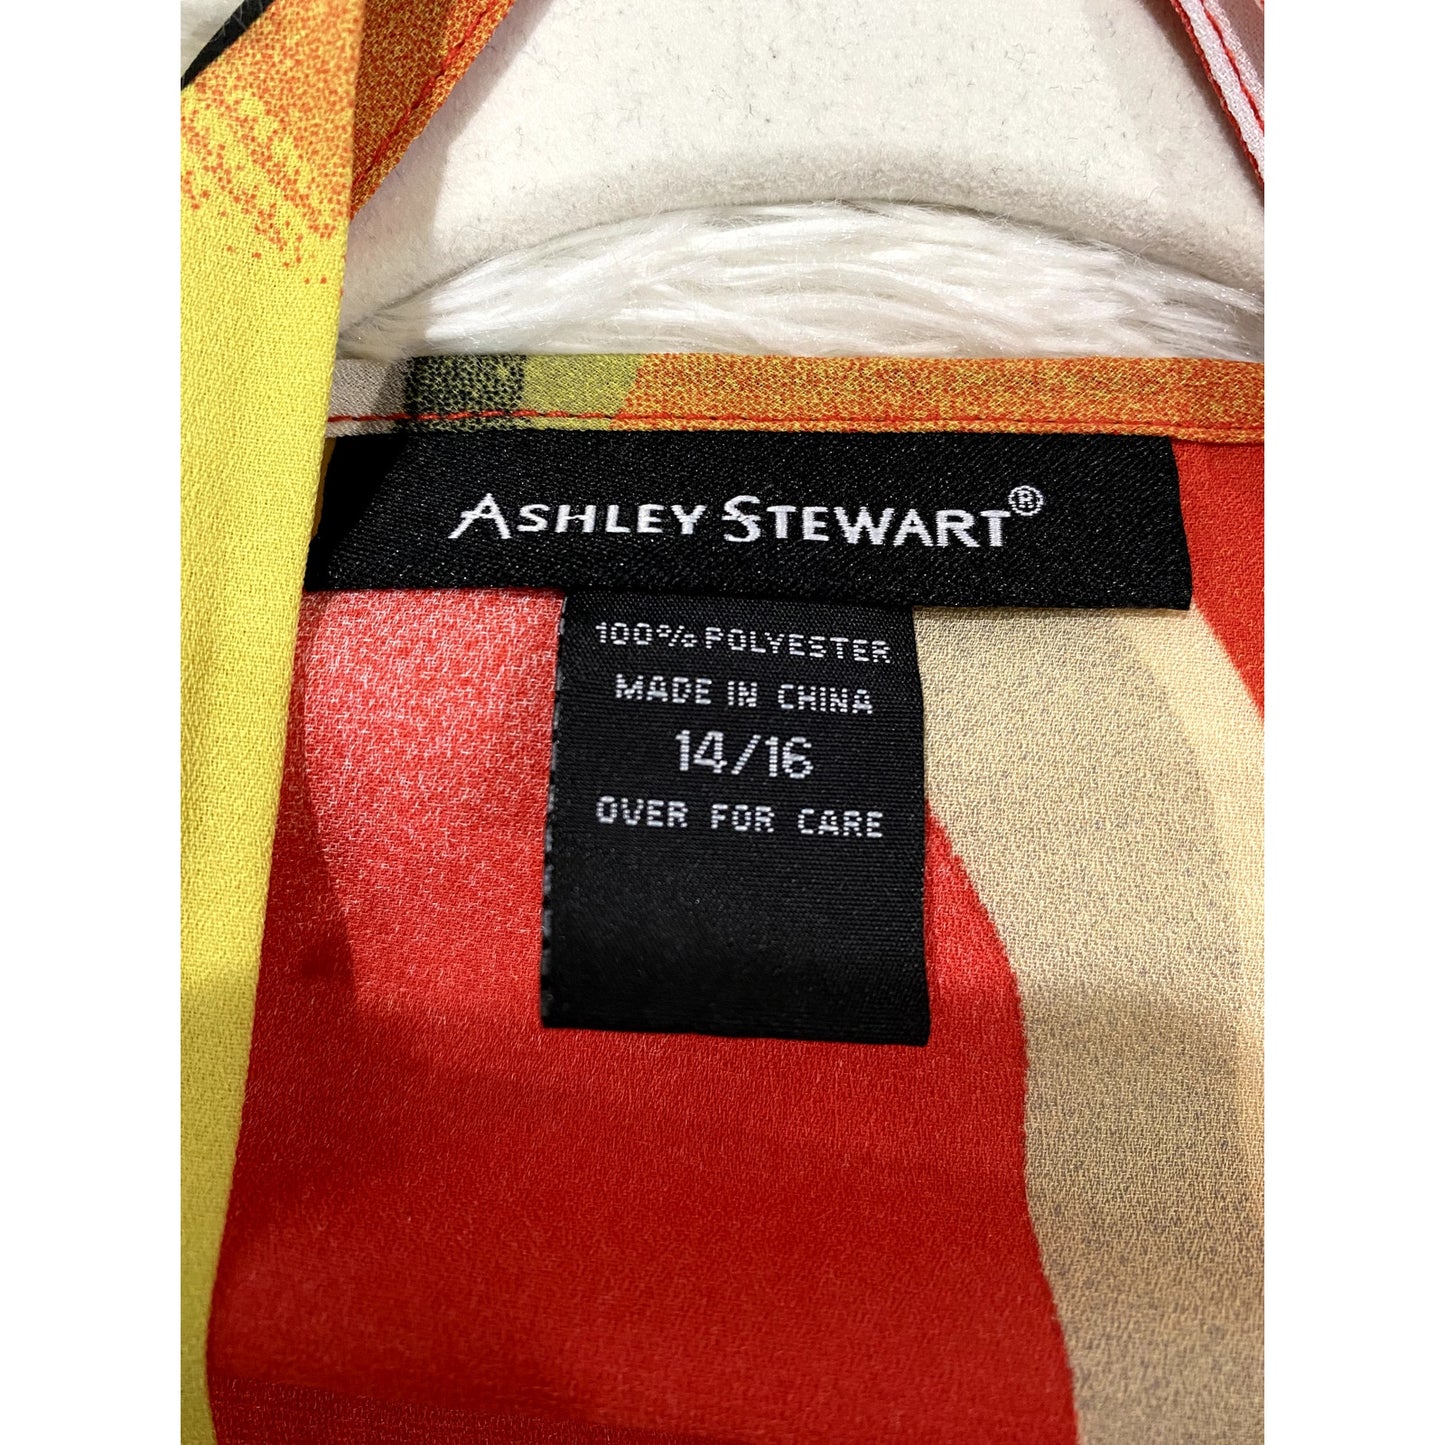 ASHLEY STEWART®
100% POLYESTER
MADE IN CHINA
14/16
OVER FOR CARE